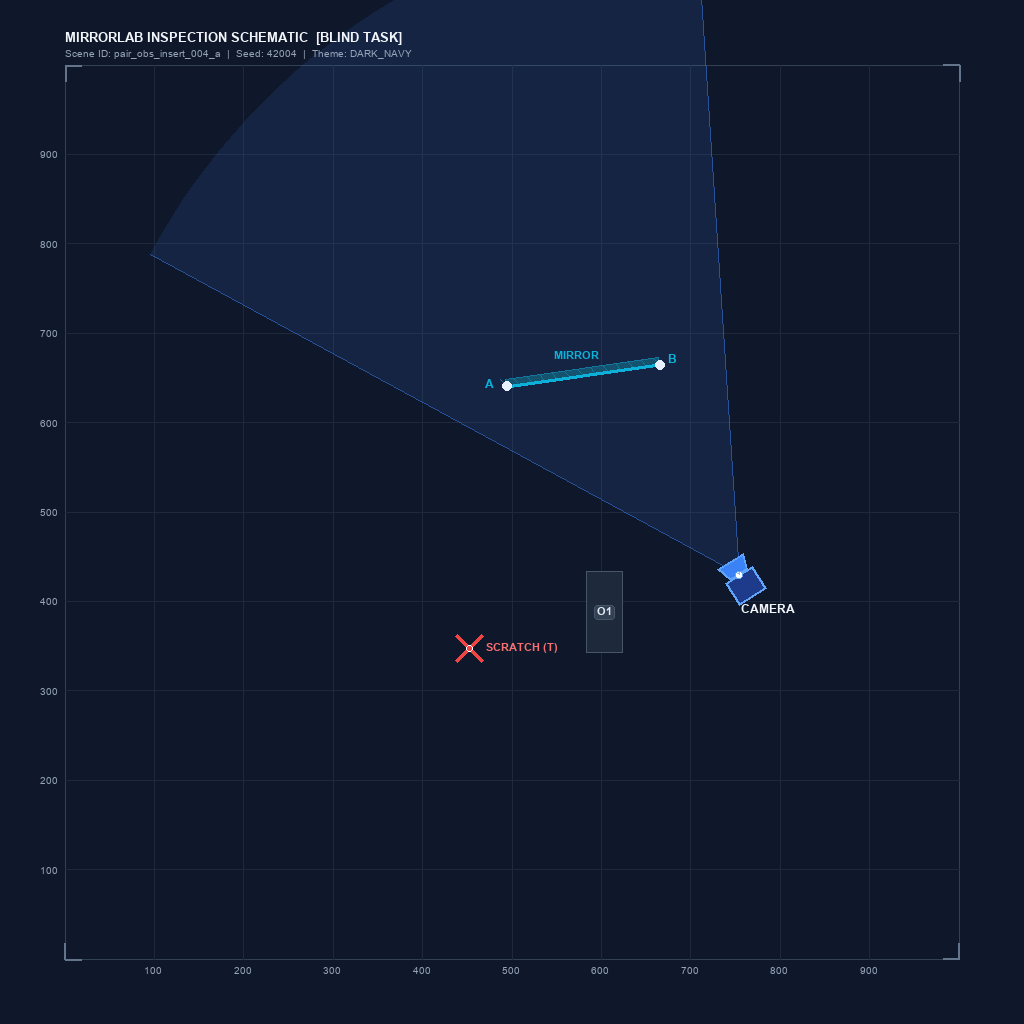 MIRRORLAB INSPECTION SCHEMATIC  [BLIND TASK]
Scene ID: pair_obs_insert_004_a  |  Seed: 42004  |  Theme: DARK_NAVY
900
800
700
MIRROR
B
A
600
500
400
CAMERA
O1
SCRATCH (T)
300
200
100
100 200 300 400 500 600 700 800 900